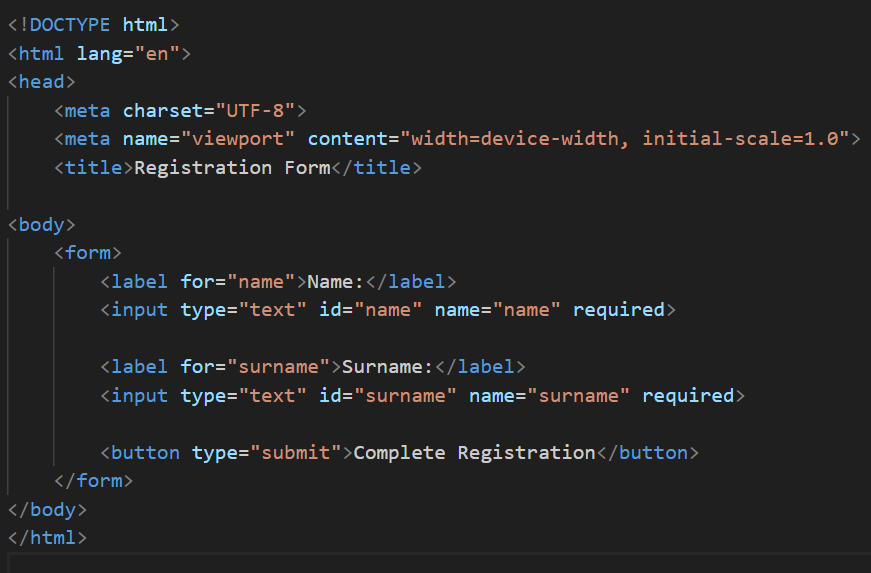 <!DOCTYPE html>
<html lang="en">
<head>
    <meta charset="UTF-8">
    <meta name="viewport" content="width=device-width, initial-scale=1.0">
    <title>Registration Form</title>

<body>
    <form>
        <label for="name">Name:</label>
        <input type="text" id="name" name="name" required>

        <label for="surname">Surname:</label>
        <input type="text" id="surname" name="surname" required>

        <button type="submit">Complete Registration</button>
    </form>
</body>
</html>